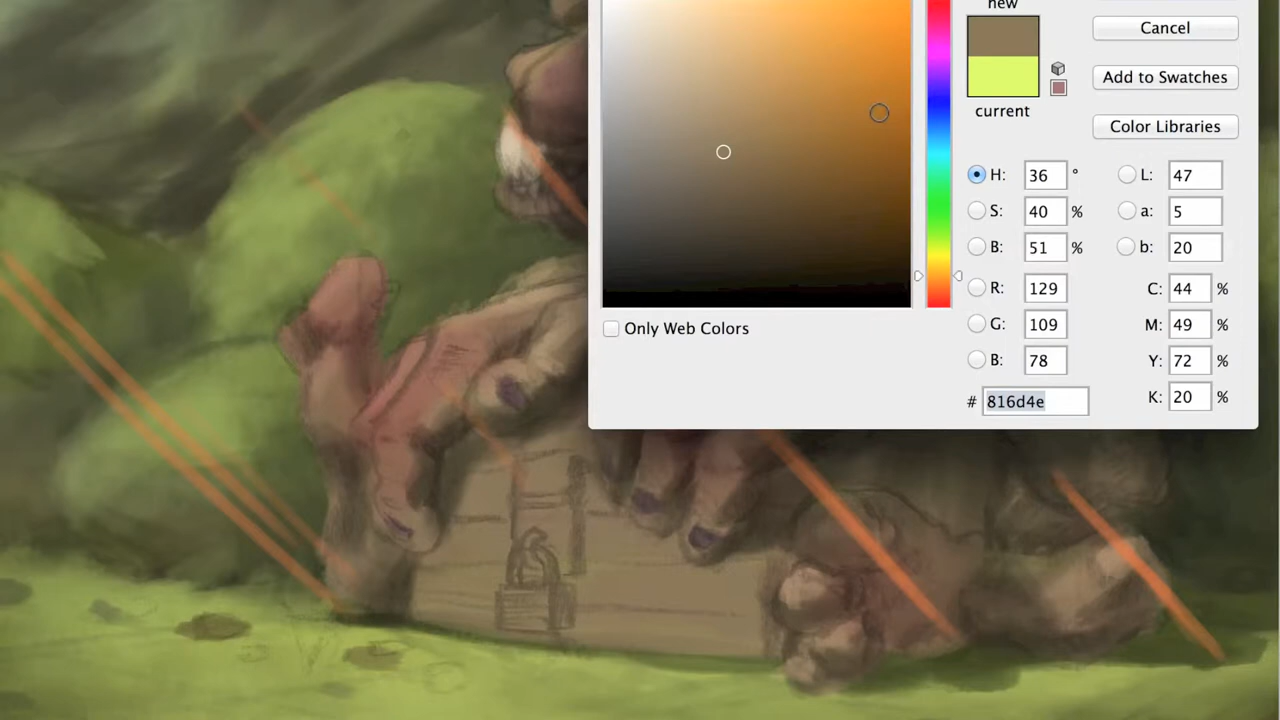 new
Cancel
Add to Swatches
current
Color Libraries
H: 36 ° L: 47
S: 40 % a: 5
B: 51 % b: 20
R: 129 C: 44 %
G: 109 M: 49 %
B: 78 Y: 72 %
# 816d4e K: 20 %
Only Web Colors